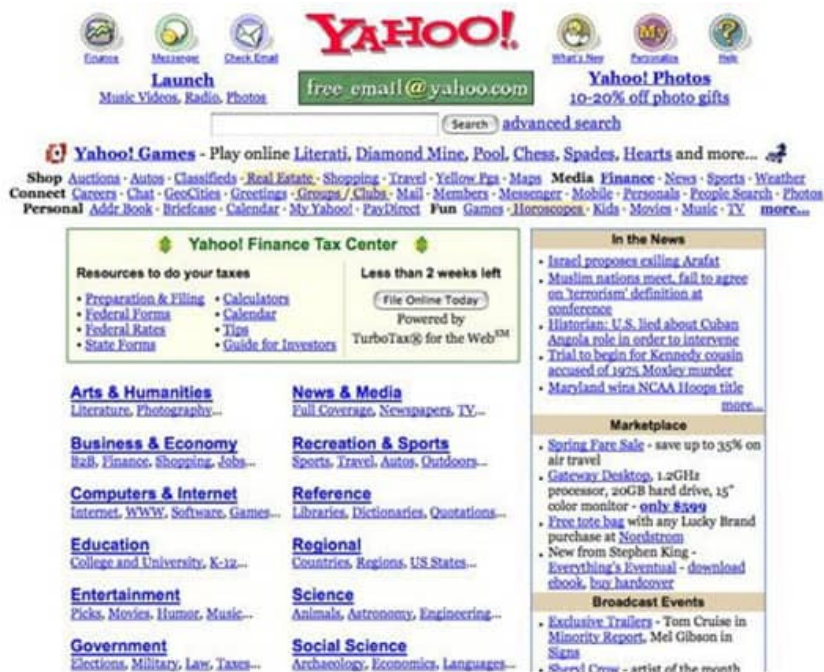 YAHOO!
Finance Messenger Check Email What's New Personalize Help
My
Launch
Music Videos, Radio, Photos
free email@yahoo.com
Yahoo! Photos
10-20% off photo gifts
Search advanced search
Yahoo! Games - Play online Literati, Diamond Mine, Pool, Chess, Spades, Hearts and more...
Shop Auctions · Autos · Classifieds · Real Estate · Shopping · Travel · Yellow Pgs · Maps Media Finance · News · Sports · Weather
Connect Careers · Chat · GeoCities · Greetings · Groups / Clubs · Mail · Members · Messenger · Mobile · Personals · People Search · Photos
Personal Addr Book · Briefcase · Calendar · My Yahoo! · PayDirect Fun Games · Horoscopes · Kids · Movies · Music · TV more...
Yahoo! Finance Tax Center
Resources to do your taxes
• Preparation & Filing • Calculators
• Federal Forms • Calendar
• Federal Rates • Tips
• State Forms • Guide for Investors
Less than 2 weeks left
File Online Today
Powered by
TurboTax® for the Web℠
Arts & Humanities
Literature, Photography...
News & Media
Full Coverage, Newspapers, TV...
Business & Economy
B2B, Finance, Shopping, Jobs...
Recreation & Sports
Sports, Travel, Autos, Outdoors...
Computers & Internet
Internet, WWW, Software, Games...
Reference
Libraries, Dictionaries, Quotations...
Education
College and University, K-12...
Regional
Countries, Regions, US States...
Entertainment
Picks, Movies, Humor, Music...
Science
Animals, Astronomy, Engineering...
Government
Elections, Military, Law, Taxes...
Social Science
Archaeology, Economics, Languages...
In the News
• Israel proposes exiling Arafat
• Muslim nations meet, fail to agree
on 'terrorism' definition at
conference
• Historian: U.S. lied about Cuban
Angola role in order to intervene
• Trial to begin for Kennedy cousin
accused of 1975 Moxley murder
• Maryland wins NCAA Hoops title
more...
Marketplace
• Spring Fare Sale - save up to 35% on
air travel
• Gateway Desktop, 1.2GHz
processor, 20GB hard drive, 15"
color monitor - only $599
• Free tote bag with any Lucky Brand
purchase at Nordstrom
• New from Stephen King -
Everything's Eventual - download
ebook, buy hardcover
Broadcast Events
• Exclusive Trailers - Tom Cruise in
Minority Report, Mel Gibson in
Signs
• Sheryl Crow - artist of the month